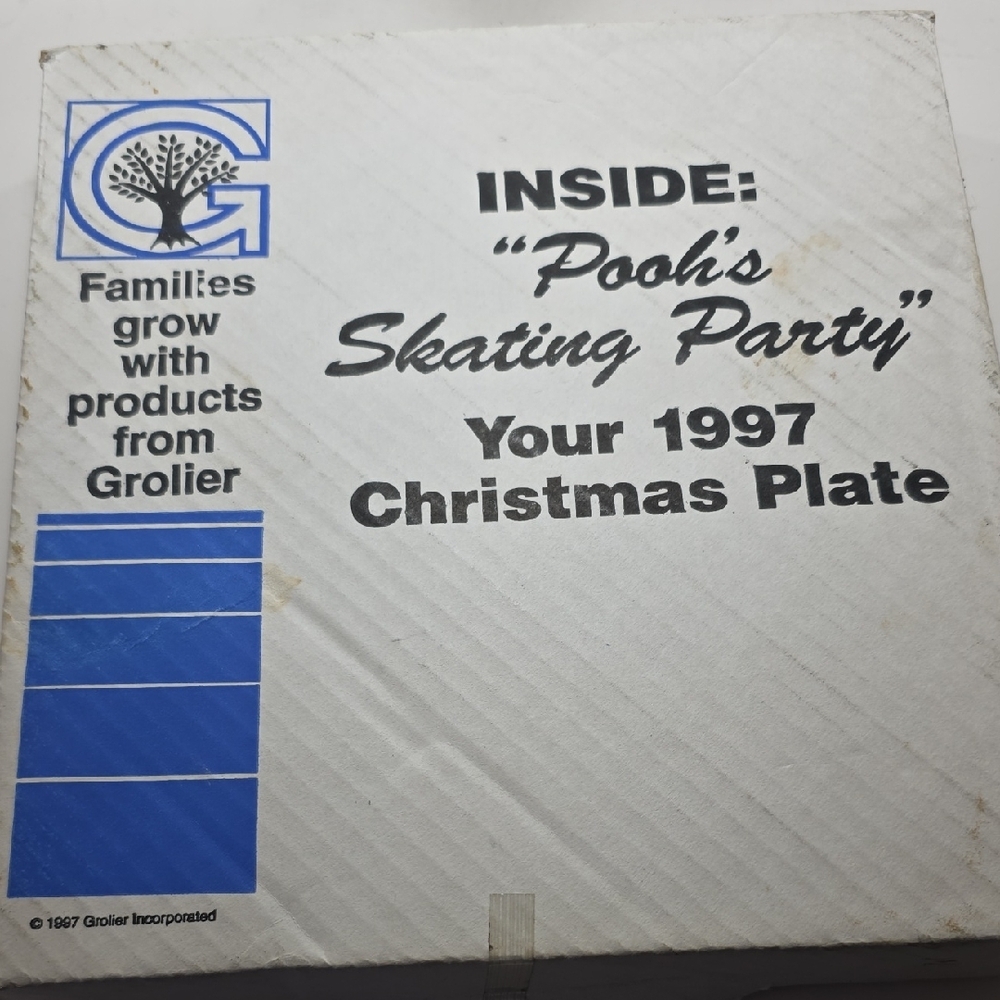 G
Families
grow
with
products
from
Grolier
INSIDE:
“Pooh's
Skating Party”
Your 1997
Christmas Plate
© 1997 Grolier Incorporated